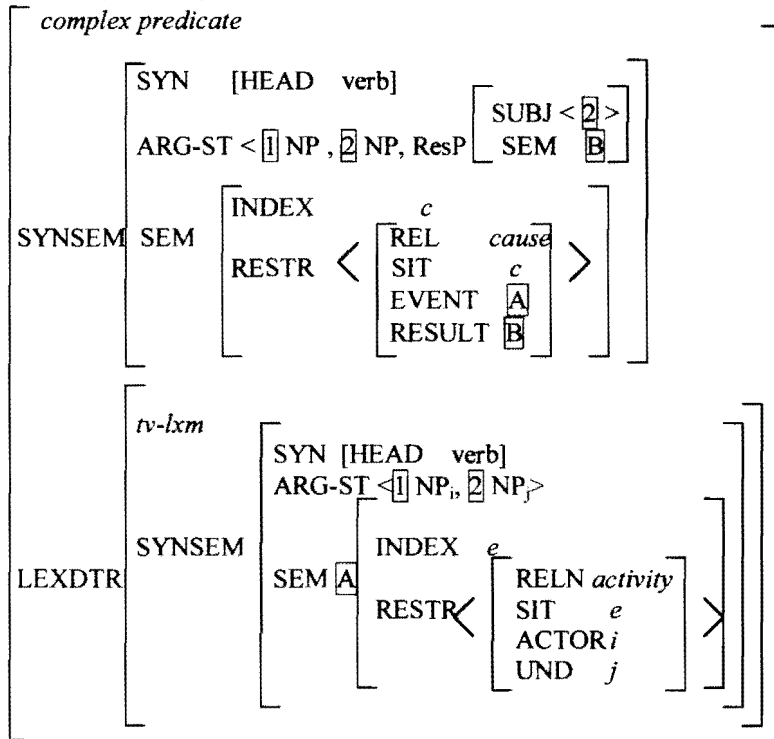 complex predicate
SYN [HEAD verb]
SUBJ < 2 >
ARG-ST < 1 NP , 2 NP, ResP
SEM B
INDEX c
REL cause
SYNSEM SEM
RESTR < SIT c >
EVENT A
RESULT B
tv-lxm
SYN [HEAD verb]
ARG-ST <1 NPi, 2 NPj>
SYNSEM
INDEX e
LEXDTR
SEM A
RELN activity
RESTR < SIT e >
ACTOR i
UND j